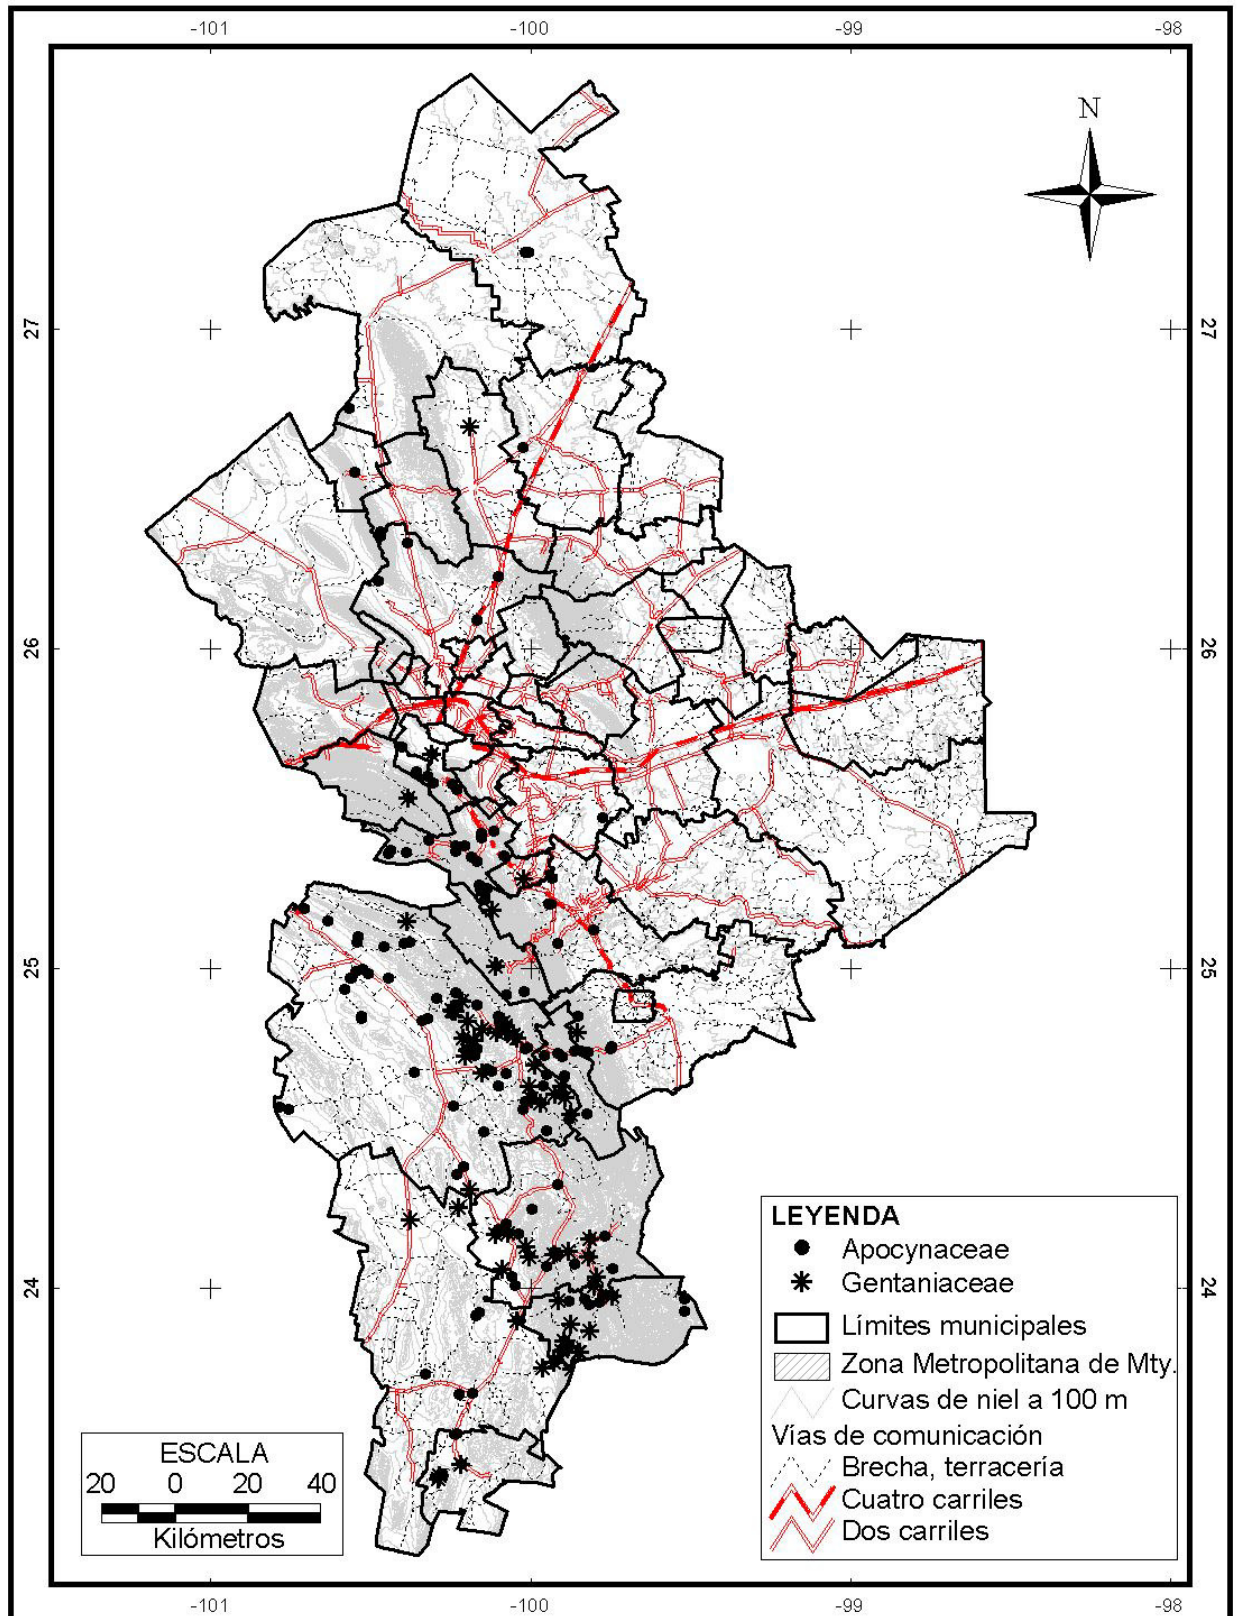 -101 -100 -99 -98
N
27 27
26 26
25 25
24 24
LEYENDA
Apocynaceae
Gentaniaceae
Límites municipales
Zona Metropolitana de Mty.
Curvas de niel a 100 m
Vías de comunicación
Brecha, terracería
Cuatro carriles
Dos carriles
ESCALA
20 0 20 40
Kilómetros
-101 -100 -99 -98